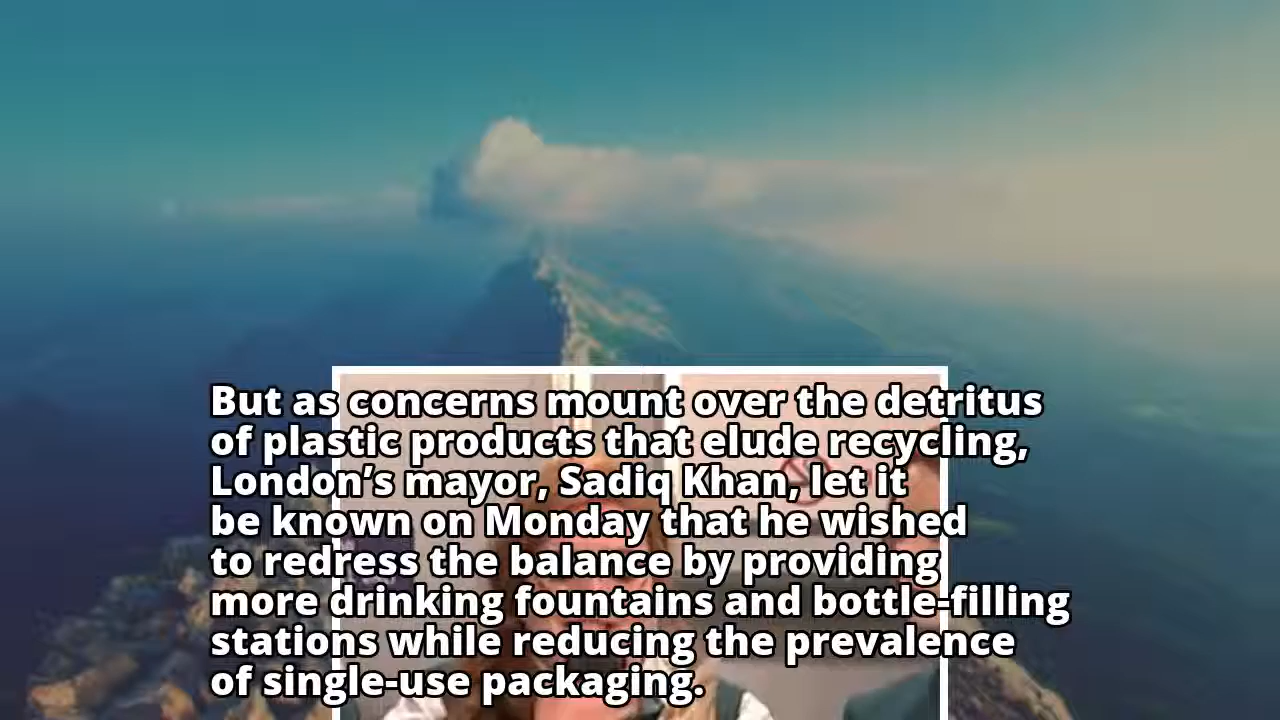 But as concerns mount over the detritus
of plastic products that elude recycling,
London’s mayor, Sadiq Khan, let it
be known on Monday that he wished
to redress the balance by providing
more drinking fountains and bottle-filling
stations while reducing the prevalence
of single-use packaging.